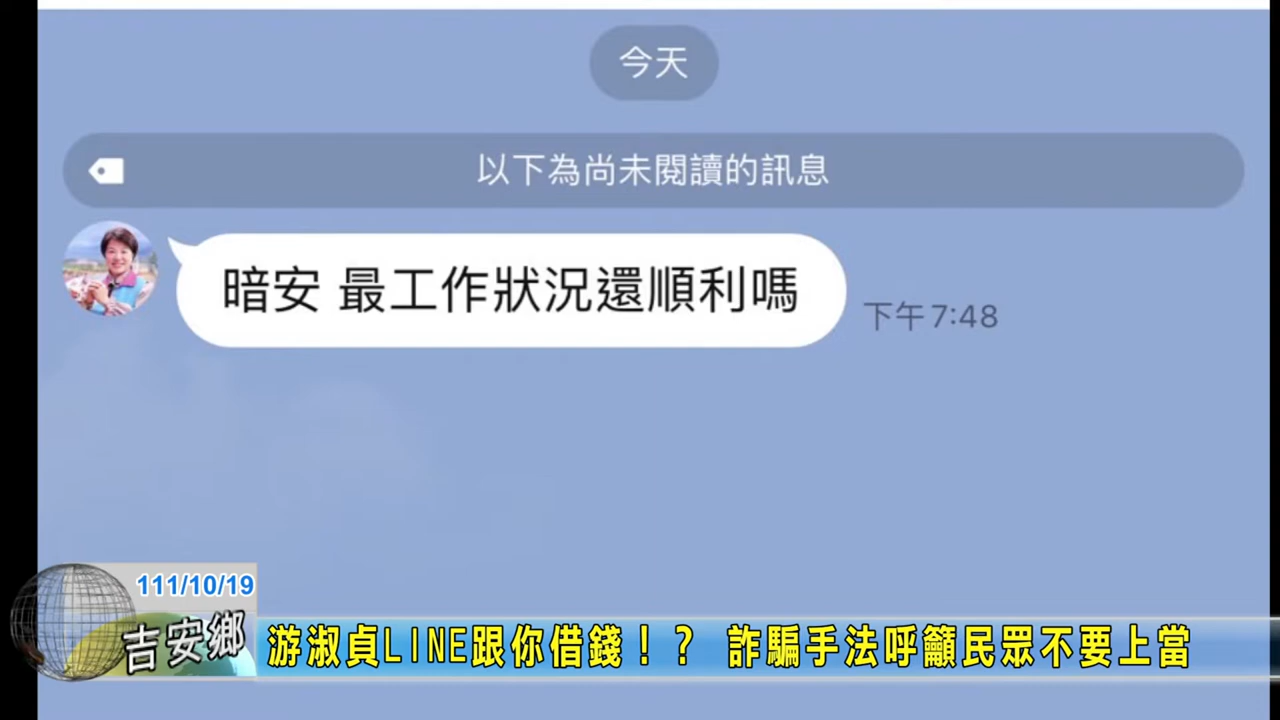 今天
以下為尚未閱讀的訊息
暗安 最工作狀況還順利嗎
下午7:48
111/10/19
吉安鄉
游淑貞LINE跟你借錢！？ 詐騙手法呼籲民眾不要上當